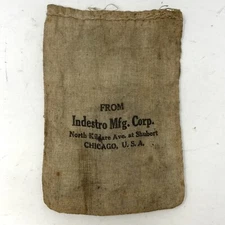 FROM
Indestro Mfg. Corp.
North Kildare Ave. at Shubert
CHICAGO, U. S. A.